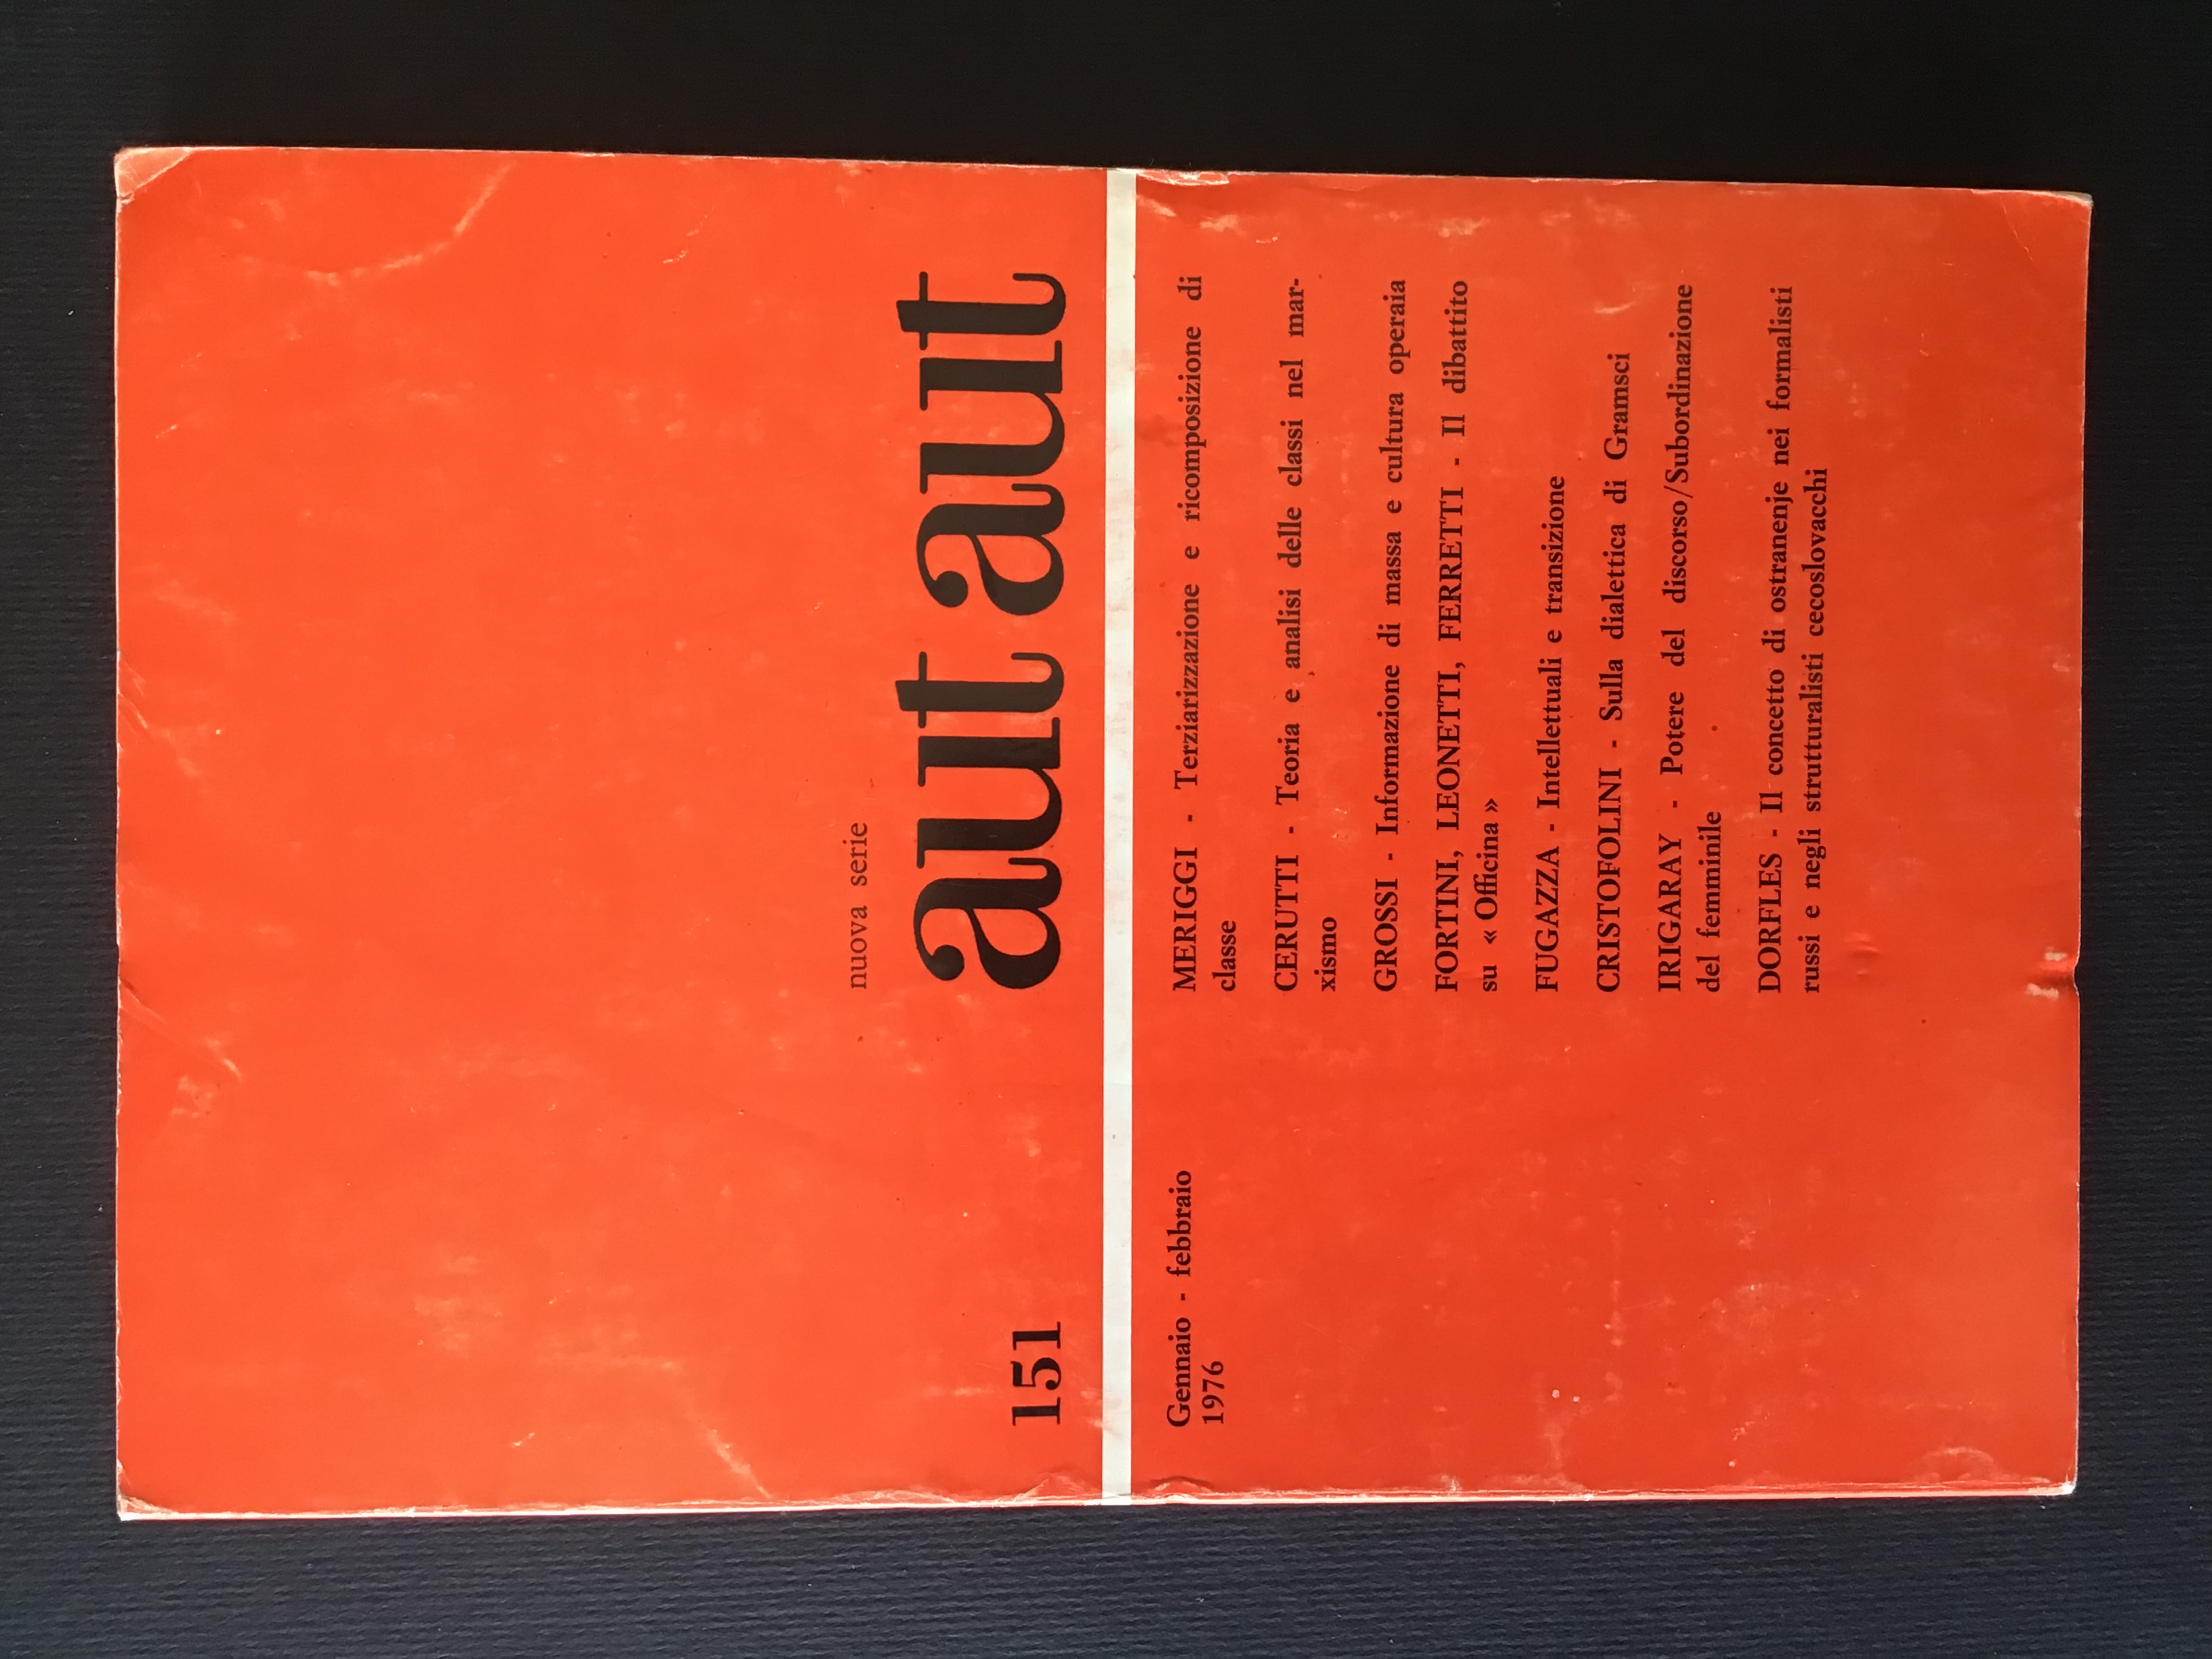 nuova serie
151
aut aut
Gennaio - febbraio
1976
MERIGGI - Terziarizzazione e ricomposizione di
classe
CERUTTI - Teoria e analisi delle classi nel mar-
xismo
GROSSI - Informazione di massa e cultura operaia
FORTINI, LEONETTI, FERRETTI - Il dibattito
su « Officina »
FUGAZZA - Intellettuali e transizione
CRISTOFOLINI - Sulla dialettica di Gramsci
IRIGARAY - Potere del discorso/Subordinazione
del femminile
DORFLES - Il concetto di ostranenje nei formalisti
russi e negli strutturalisti cecoslovacchi